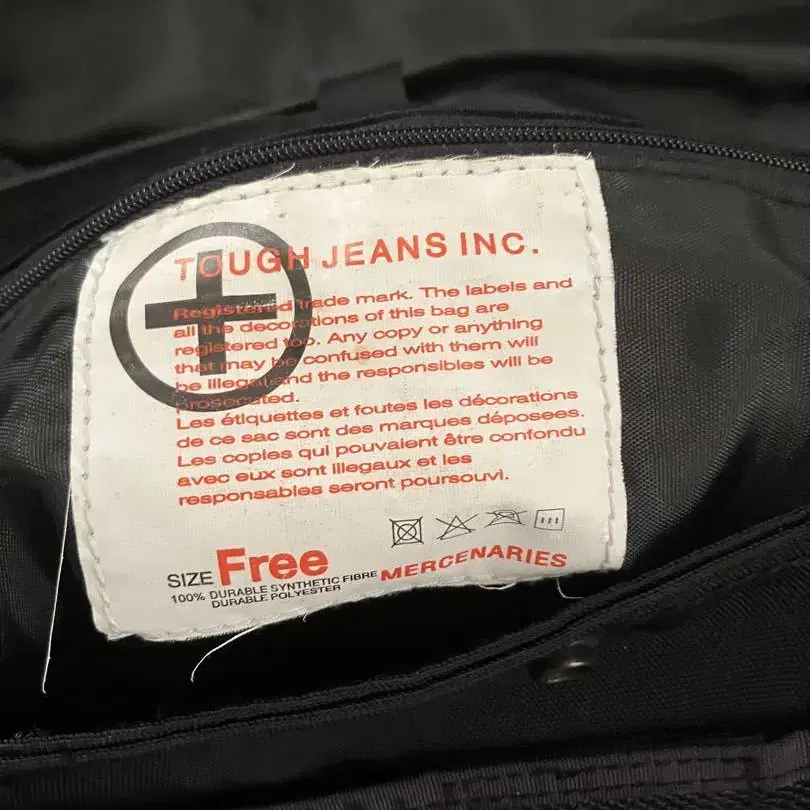 TOUGH JEANS INC.
Registered trade mark. The labels and
all the decorations of this bag are
registered too. Any copy or anything
that may be confused with them will
be illegal and the responsibles will be
prosecuted.
Les étiquettes et foutes les décorations
de ce sac sont des marques déposees.
Les copies qui pouvaient être confondu
avec eux sont illegaux et les
responsables seront poursouvi.
SIZE Free
100% DURABLE SYNTHETIC FIBRE
DURABLE POLYESTER
MERCENARIES